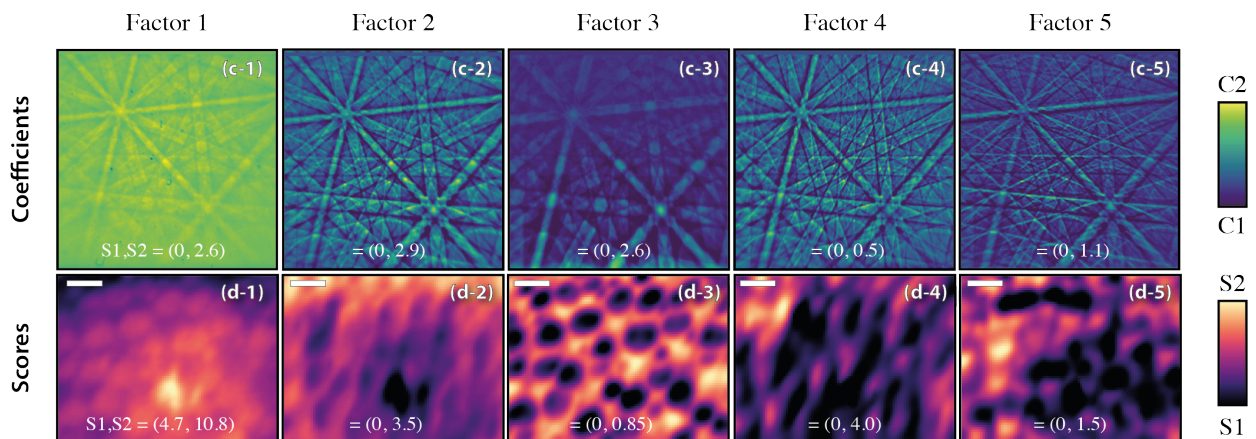 Factor 1 Factor 2 Factor 3 Factor 4 Factor 5
Coefficients
(c-1) (c-2) (c-3) (c-4) (c-5)
S1,S2 = (0, 2.6) = (0, 2.9) = (0, 2.6) = (0, 0.5) = (0, 1.1)
C2
C1
Scores
(d-1) (d-2) (d-3) (d-4) (d-5)
S1,S2 = (4.7, 10.8) = (0, 3.5) = (0, 0.85) = (0, 4.0) = (0, 1.5)
S2
S1